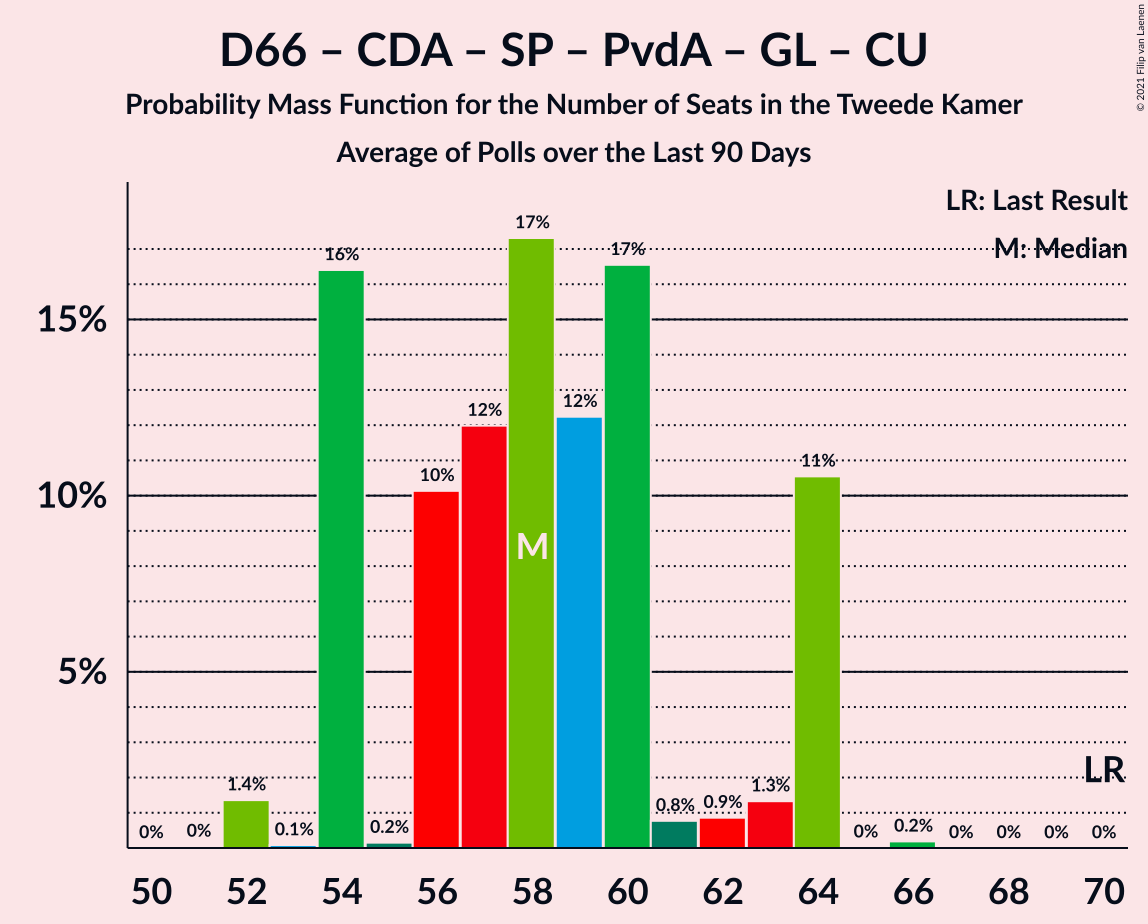 D66 – CDA – SP – PvdA – GL – CU
Probability Mass Function for the Number of Seats in the Tweede Kamer
Average of Polls over the Last 90 Days
© 2021 Filip van Laenen
LR: Last Result
M: Median
15%
10%
5%
0%
0%
1.4%
0.1%
16%
0.2%
10%
12%
17%
12%
17%
0.8%
0.9%
1.3%
11%
0%
0.2%
0%
0%
0%
0%
M
LR
50 52 54 56 58 60 62 64 66 68 70